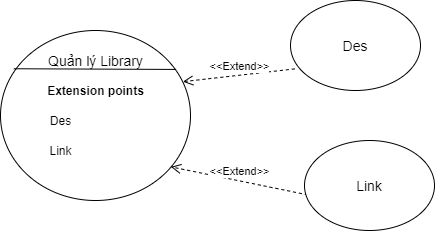 Quản lý Library
Extension points
Des
Link
<<Extend>>
Des
<<Extend>>
Link